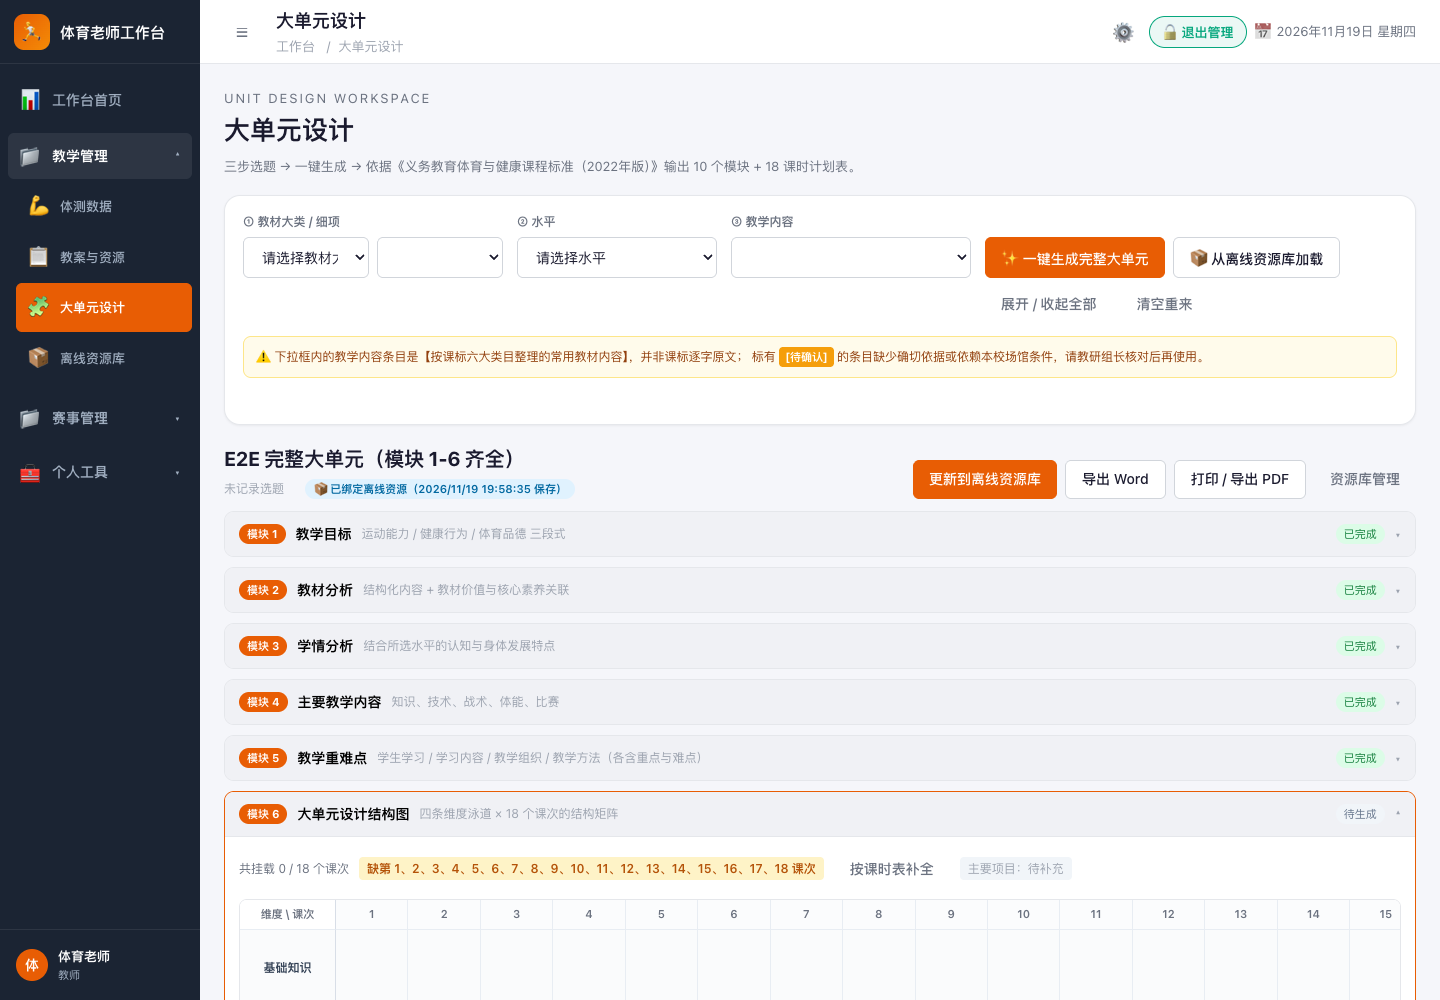 体育老师工作台
工作台首页
教学管理
体测数据
教案与资源
大单元设计
离线资源库
赛事管理
个人工具
体
体育老师
教师
大单元设计
工作台 / 大单元设计
退出管理
2026年11月19日 星期四
UNIT DESIGN WORKSPACE
大单元设计
三步选题 → 一键生成 → 依据《义务教育体育与健康课程标准（2022年版）》输出 10 个模块 + 18 课时计划表。
① 教材大类 / 细项
② 水平
③ 教学内容
请选择教材大
请选择水平
✨ 一键生成完整大单元
从离线资源库加载
展开 / 收起全部
清空重来
⚠️ 下拉框内的教学内容条目是【按课标六大类目整理的常用教材内容】，并非课标逐字原文； 标有 [待确认] 的条目缺少确切依据或依赖本校场馆条件，请教研组长核对后再使用。
E2E 完整大单元（模块 1-6 齐全）
未记录选题
已绑定离线资源（2026/11/19 19:58:35 保存）
更新到离线资源库
导出 Word
打印 / 导出 PDF
资源库管理
模块 1 教学目标 运动能力 / 健康行为 / 体育品德 三段式 已完成
模块 2 教材分析 结构化内容 + 教材价值与核心素养关联 已完成
模块 3 学情分析 结合所选水平的认知与身体发展特点 已完成
模块 4 主要教学内容 知识、技术、战术、体能、比赛 已完成
模块 5 教学重难点 学生学习 / 学习内容 / 教学组织 / 教学方法（各含重点与难点） 已完成
模块 6 大单元设计结构图 四条维度泳道 × 18 个课次的结构矩阵 待生成
共挂载 0 / 18 个课次 缺第 1、2、3、4、5、6、7、8、9、10、11、12、13、14、15、16、17、18 课次 按课时表补全 主要项目：待补充
维度 \ 课次 1 2 3 4 5 6 7 8 9 10 11 12 13 14 15
基础知识